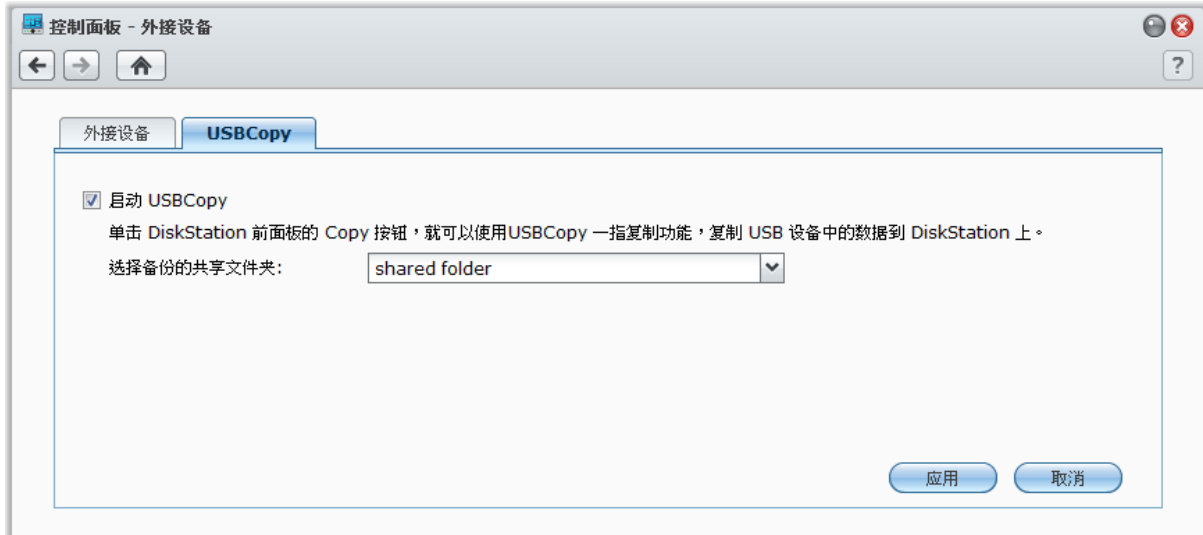 控制面板 - 外接设备
?
外接设备 USBCopy
启动 USBCopy
单击 DiskStation 前面板的 Copy 按钮，就可以使用USBCopy 一指复制功能，复制 USB 设备中的数据到 DiskStation 上。
选择备份的共享文件夹: shared folder
应用 取消